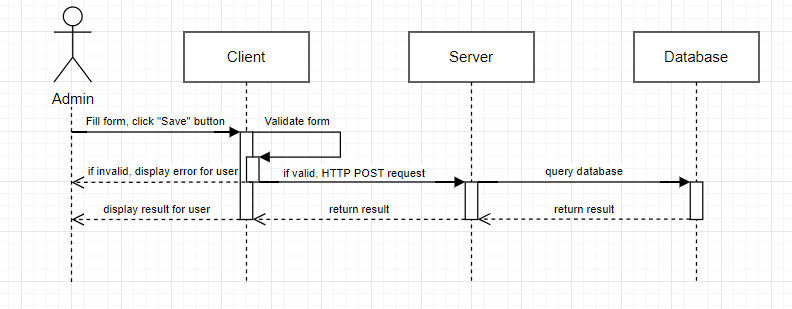 Client
Server
Database
Admin
Fill form, click "Save" button
Validate form
if invalid, display error for user
if valid, HTTP POST request
query database
display result for user
return result
return result